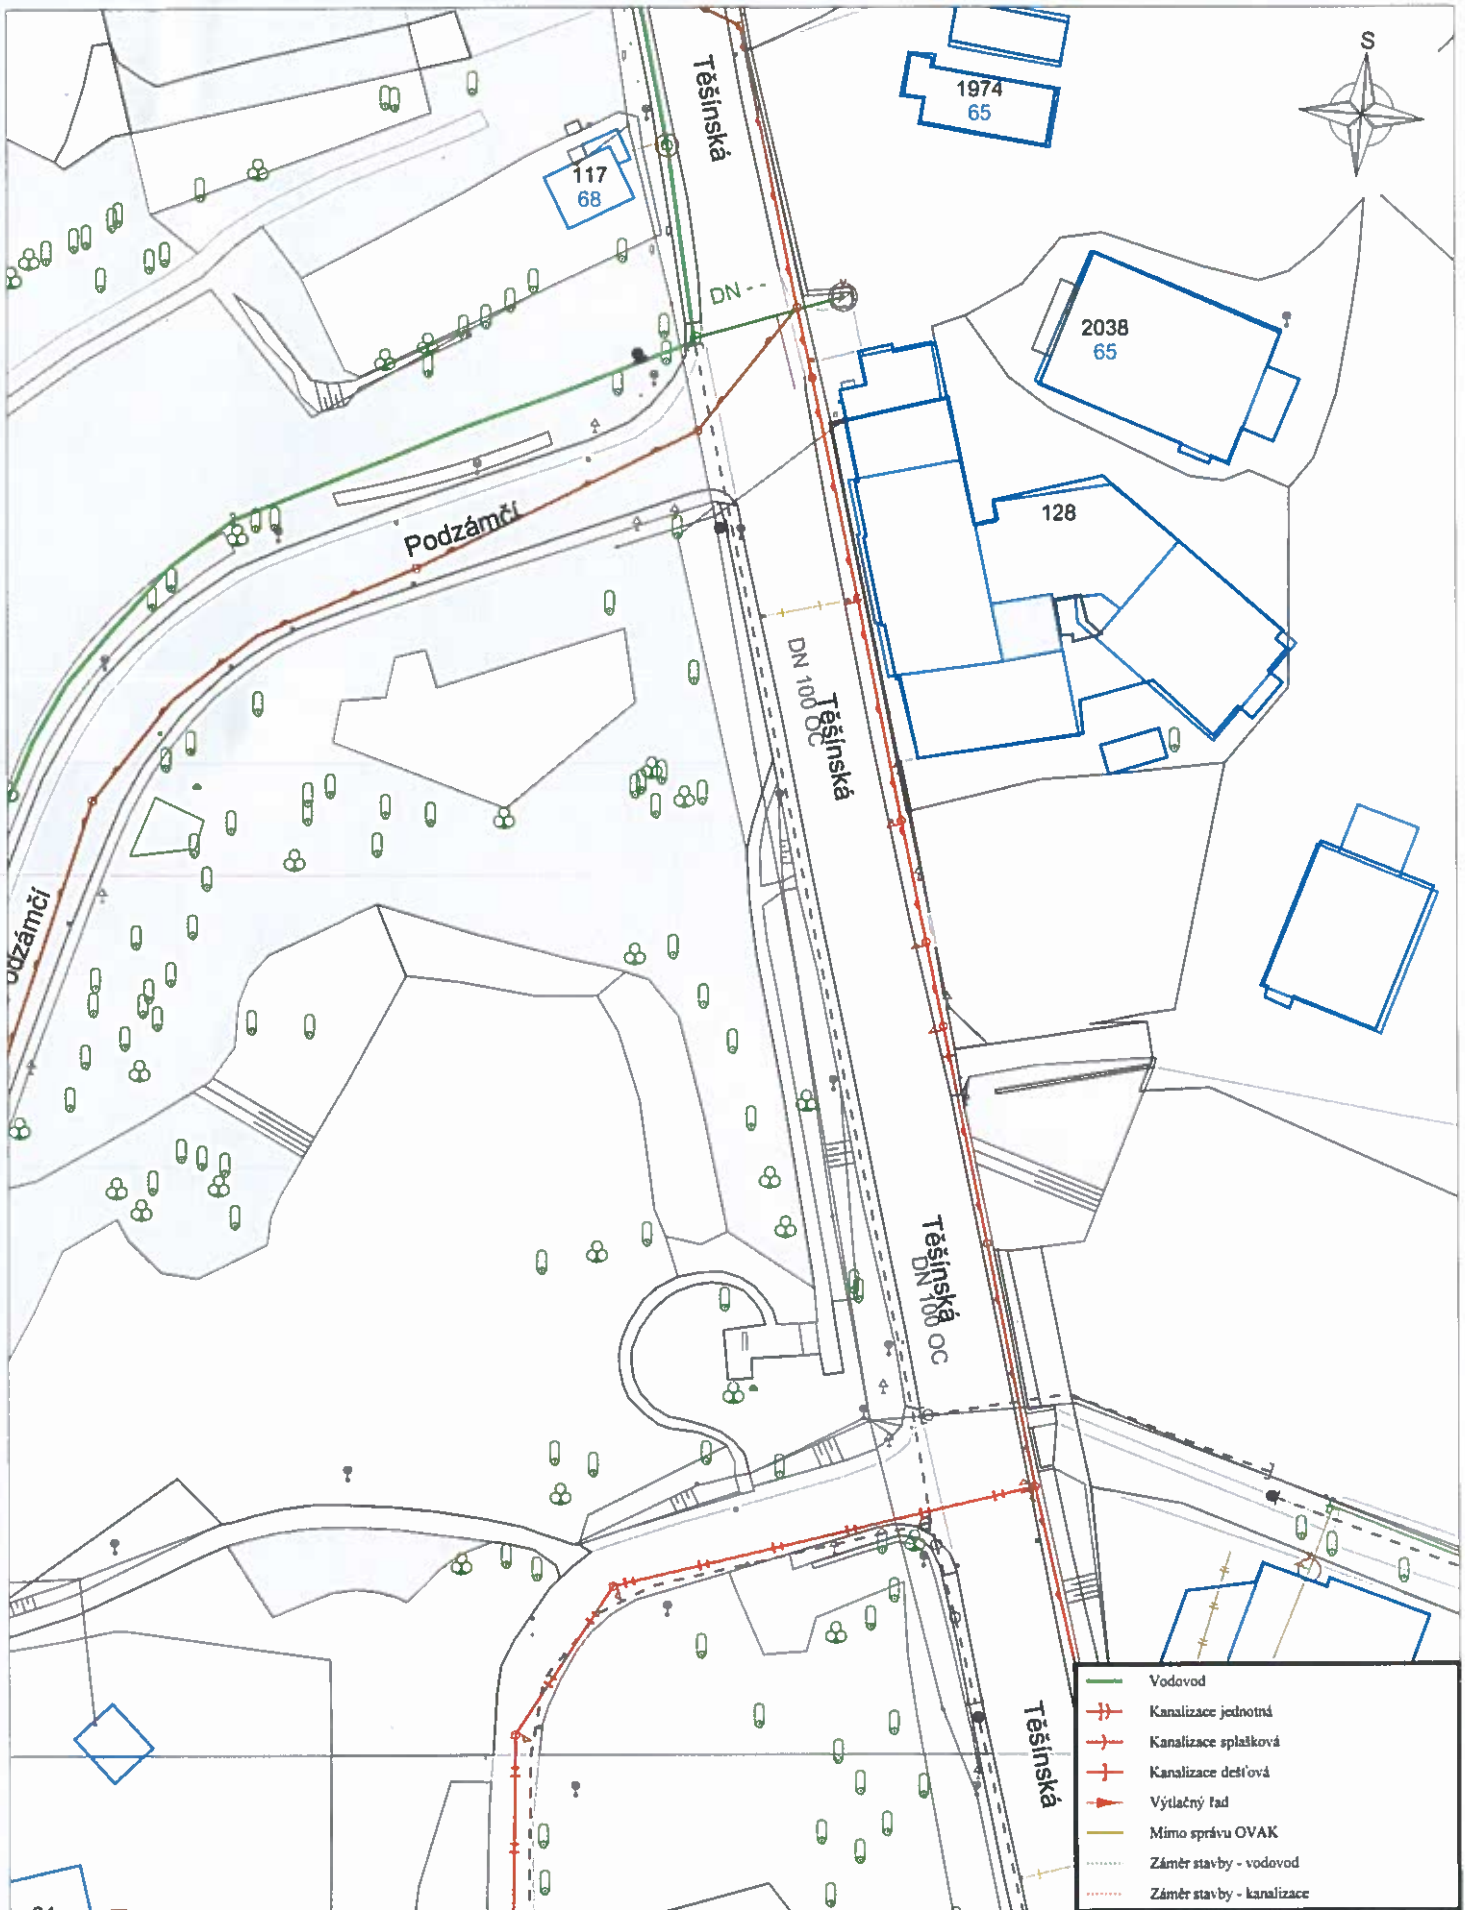 S
Těšínská
1974
65
117
68
DN --
2038
65
128
Podzámčí
DN 100 OC
Těšínská
odzámčí
Těšínská
DN 100 OC
Těšínská
Vodovod
Kanalizace jednotná
Kanalizace splašková
Kanalizace dešťová
Výtlačný řad
Mimo správu OVAK
Záměr stavby - vodovod
Záměr stavby - kanalizace